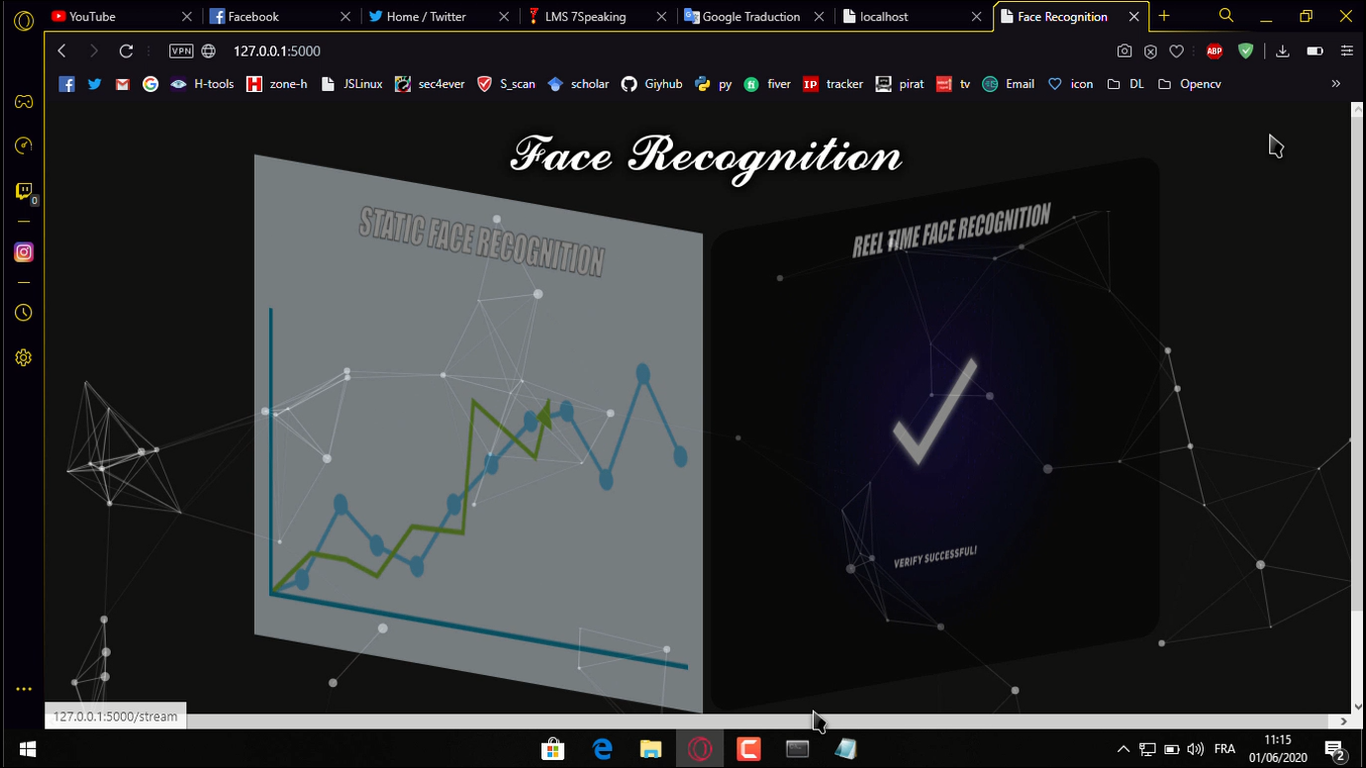 YouTube
Facebook
Home / Twitter
LMS 7Speaking
Google Traduction
localhost
Face Recognition
VPN
127.0.0.1:5000
ABP
H-tools
zone-h
JSLinux
sec4ever
S_scan
scholar
Giyhub
py
fiver
IP
tracker
pirat
tv
Email
icon
DL
Opencv
»
0
Face Recognition
STATIC FACE RECOGNITION
REEL TIME FACE RECOGNITION
VERIFY SUCCESSFUL!
127.0.0.1:5000/stream
FRA
11:15
01/06/2020
2